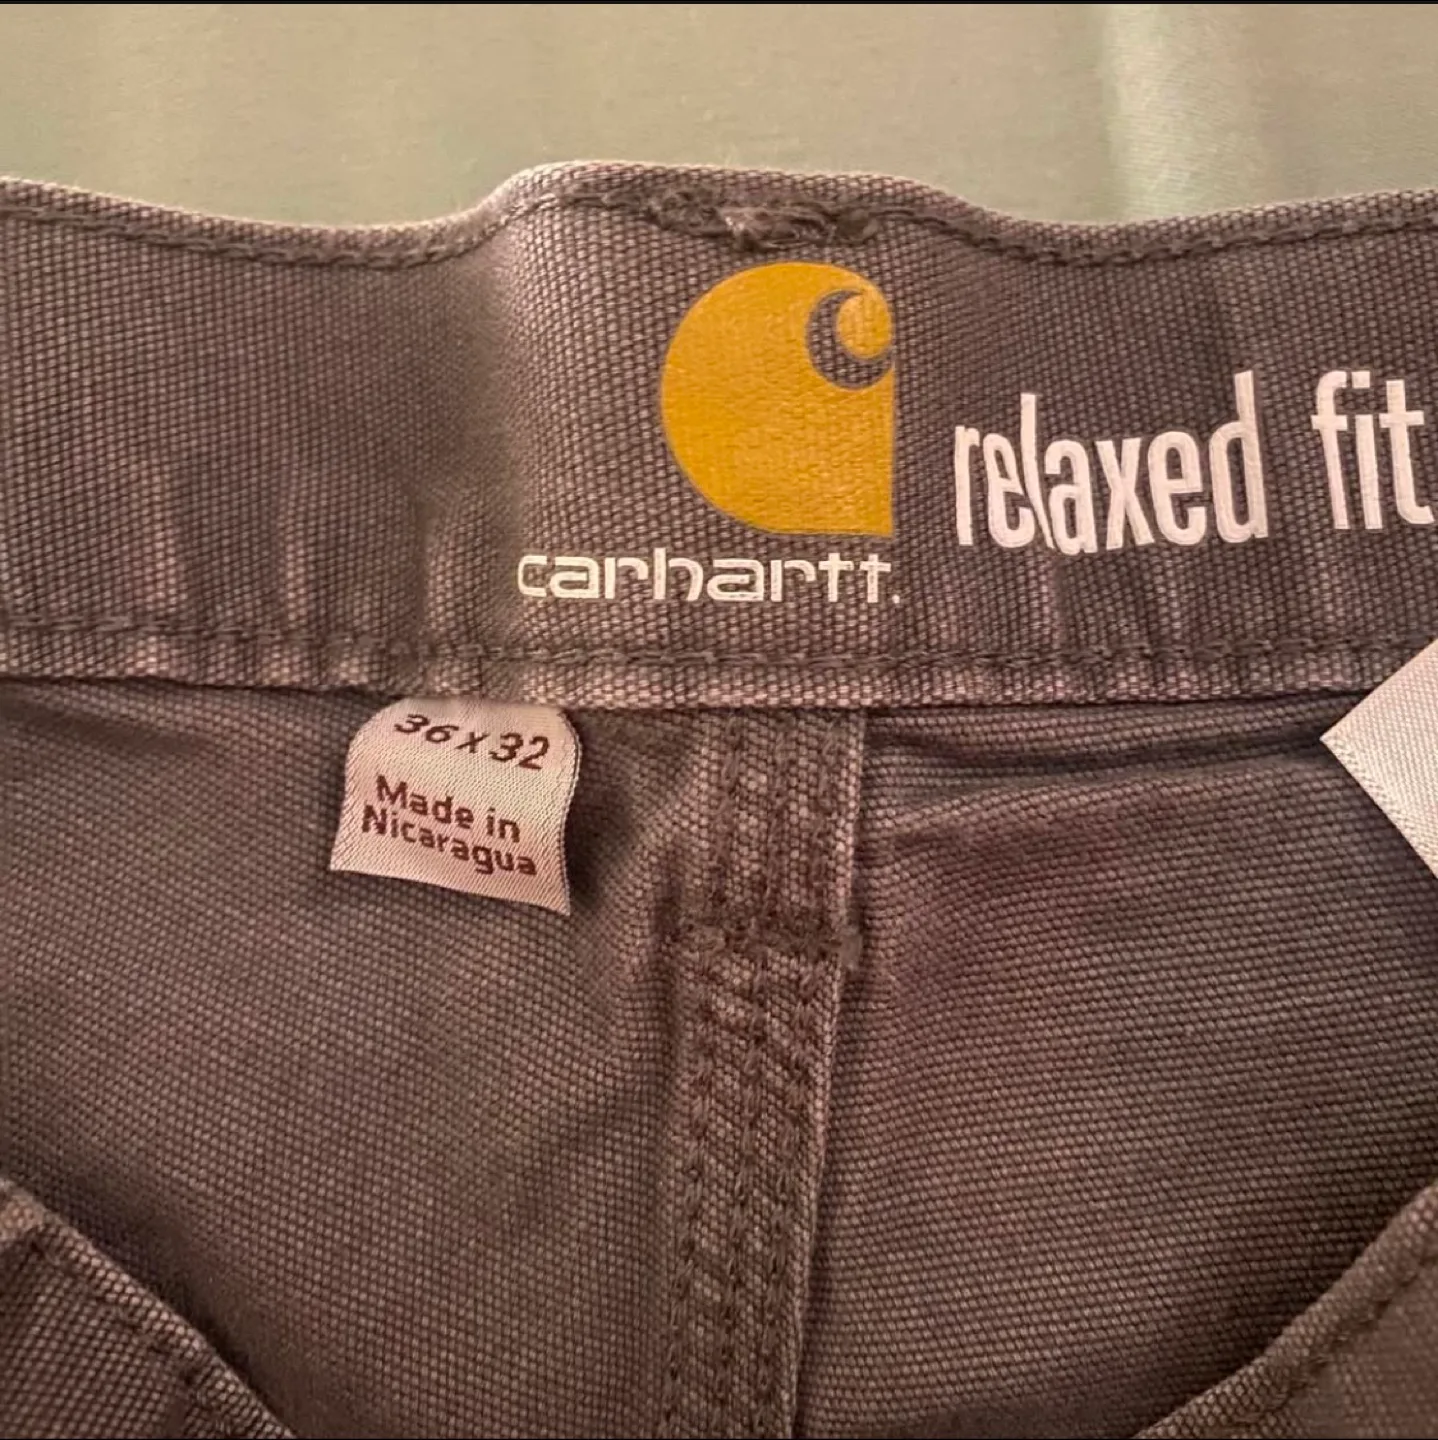 carhartt.
relaxed fit
36 x 32
Made in
Nicaragua